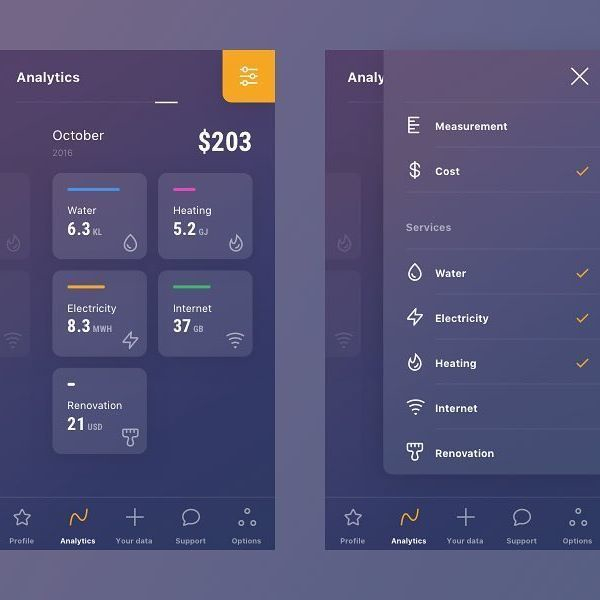 Analytics
October
2016
$203
Water
6.3 KL
Heating
5.2 GJ
Electricity
8.3 MWH
Internet
37 GB
Renovation
21 USD
Profile
Analytics
Your data
Support
Options
Analy
Measurement
Cost
Services
Water
Electricity
Heating
Internet
Renovation
Profile
Analytics
Your data
Support
Options